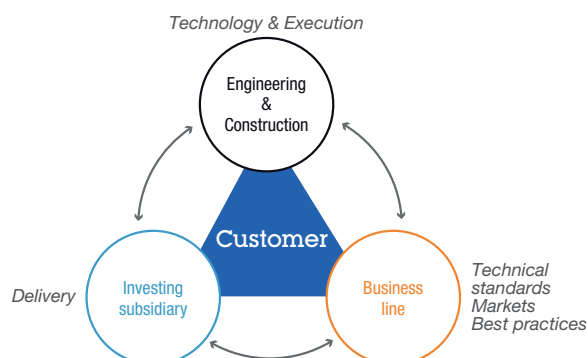 Technology & Execution
Engineering
&
Construction
Customer
Delivery
Investing
subsidiary
Business
line
Technical
standards
Markets
Best practices